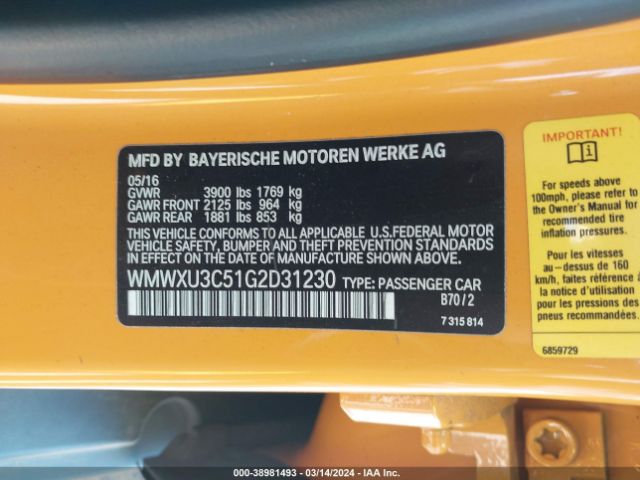 MFD BY BAYERISCHE MOTOREN WERKE AG
05/16
GVWR 3900 lbs 1769 kg
GAWR FRONT 2125 lbs 964 kg
GAWR REAR 1881 lbs 853 kg
THIS VEHICLE CONFORMS TO ALL APPLICABLE U.S.FEDERAL MOTOR
VEHICLE SAFETY, BUMPER AND THEFT PREVENTION STANDARDS
IN EFFECT ON THE DATE OF MANUFACTURE SHOWN ABOVE.
WMWXU3C51G2D31230 TYPE: PASSENGER CAR
B70 / 2
7 315 814
IMPORTANT!
For speeds above
100mph, please refer to
the Owner's Manual for
recommended tire
inflation pressures.
Pour les vitesses
au-dessus de 160
km/h, faites référence à
la notice d'utilisation
pour les pressions des
pneus recommandées.
6859729
000-38981493 - 03/14/2024 - IAA Inc.